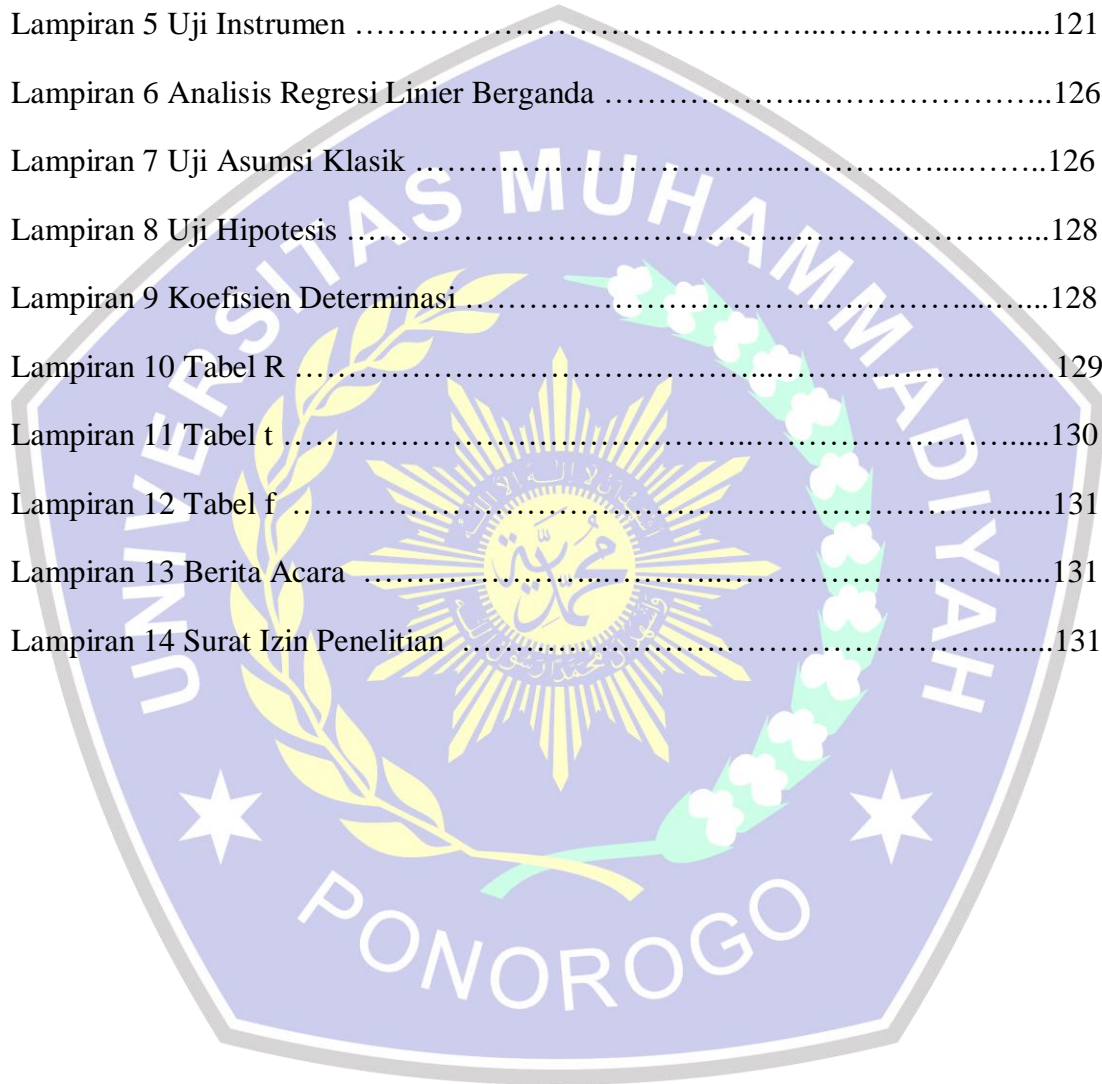 Lampiran 5 Uji Instrumen …………………………………...………….…........121
Lampiran 6 Analisis Regresi Linier Berganda ……………….…………………..126
Lampiran 7 Uji Asumsi Klasik …………………………...………..…....……..126
Lampiran 8 Uji Hipotesis …………….…………………..…………………...128
Lampiran 9 Koefisien Determinasi ……………………………..…………......…..128
Lampiran 10 Tabel R …………………………………..……………….…...........129
Lampiran 11 Tabel t …………………….……………..…………………….......130
Lampiran 12 Tabel f ……………………………………………………….........131
Lampiran 13 Berita Acara ………………..………..………………….…........131
Lampiran 14 Surat Izin Penelitian ………………………………………….........131
UNIVERSITAS MUHAMMADIYAH
PONOROGO
محمدية